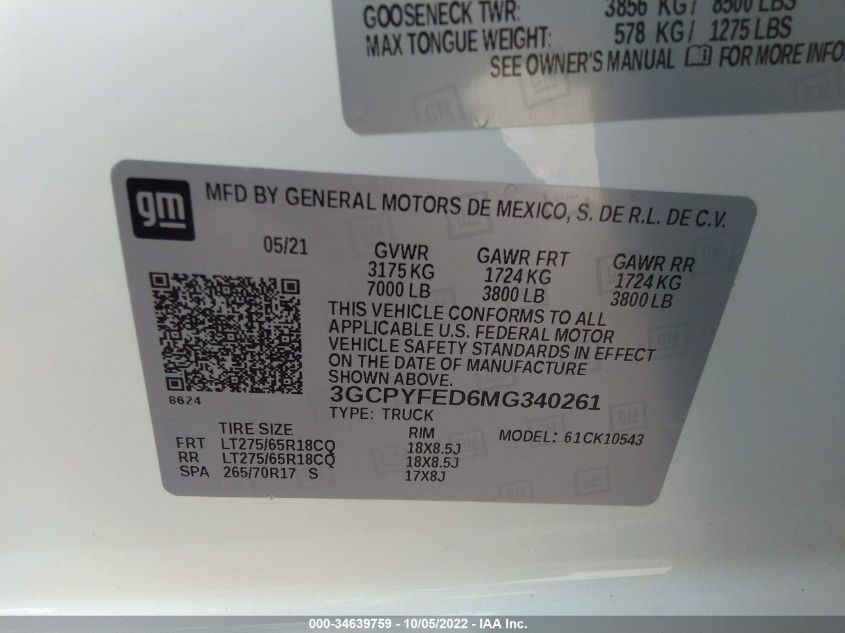 GOOSENECK TWR: 3856 KG/ 8500 LBS
MAX TONGUE WEIGHT: 578 KG/ 1275 LBS
SEE OWNER'S MANUAL FOR MORE INFO
gm
MFD BY GENERAL MOTORS DE MEXICO, S. DE R.L. DE C.V.
05/21 GVWR GAWR FRT GAWR RR
3175 KG 1724 KG 1724 KG
7000 LB 3800 LB 3800 LB
THIS VEHICLE CONFORMS TO ALL
APPLICABLE U.S. FEDERAL MOTOR
VEHICLE SAFETY STANDARDS IN EFFECT
ON THE DATE OF MANUFACTURE
SHOWN ABOVE.
8624
3GCPYFED6MG340261
TYPE: TRUCK
TIRE SIZE RIM MODEL: 61CK10543
FRT LT275/65R18CQ 18X8.5J
RR LT275/65R18CQ 18X8.5J
SPA 265/70R17 S 17X8J
000-34639759 - 10/05/2022 - IAA Inc.